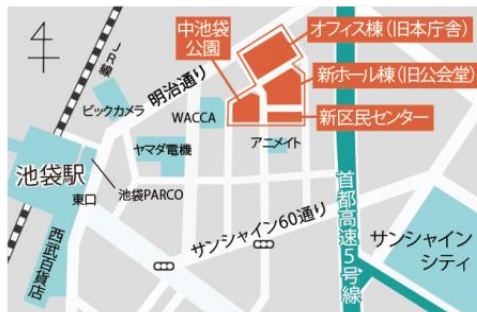 中池袋
公園
オフィス棟(旧本庁舎)
新ホール棟(旧公会堂)
新区民センター
JR線
明治通り
ビックカメラ
WACCA
ヤマダ電機
アニメイト
池袋駅
東口
池袋PARCO
サンシャイン60通り
西武百貨店
首都高速5号線
サンシャイン
シティ